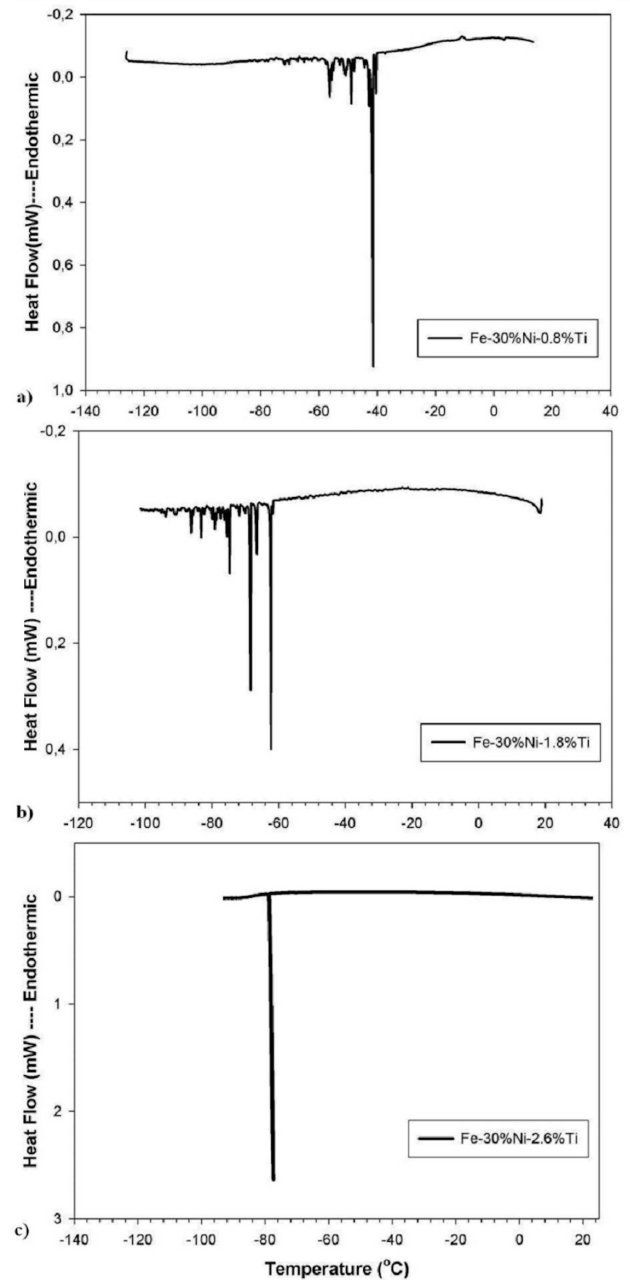 -0,2
0,0
0,2
0,4
0,6
0,8
1,0
Heat Flow(mW)----Endothermic
Fe-30%Ni-0.8%Ti
a)
-140 -120 -100 -80 -60 -40 -20 0 20 40
-0,2
0,0
0,2
0,4
Heat Flow (mW) ----Endothermic
Fe-30%Ni-1.8%Ti
b)
-120 -100 -80 -60 -40 -20 0 20 40
0
1
2
3
Heat Flow (mW) ---- Endothermic
Fe-30%Ni-2.6%Ti
c)
-140 -120 -100 -80 -60 -40 -20 0 20
Temperature (°C)